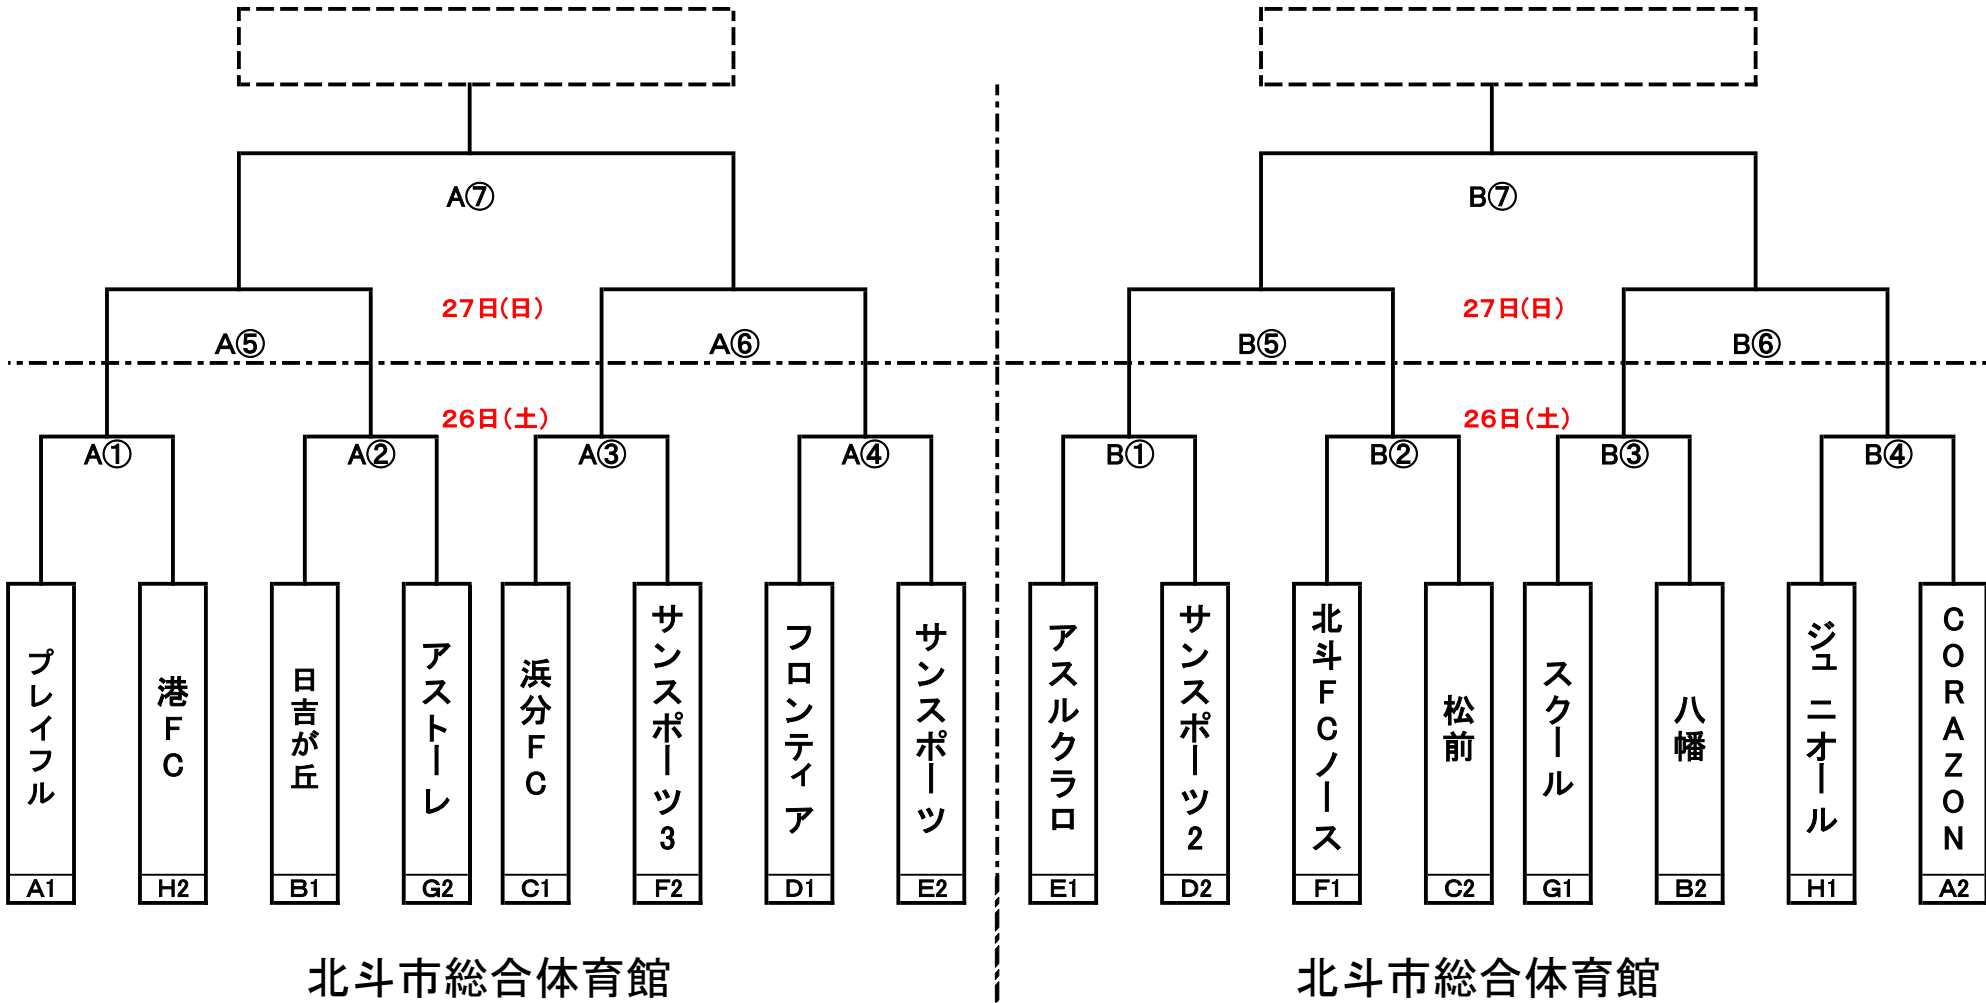 A⑦
B⑦
27日(日)
27日(日)
A⑤
A⑥
B⑤
B⑥
26日(土)
26日(土)
A①
A②
A③
A④
B①
B②
B③
B④
プレイフル
港FC
日吉が丘
アストーレ
浜分FC
サンスポーツ3
フロンティア
サンスポーツ
アスルクラロ
サンスポーツ2
北斗FCノース
松前
スクール
八幡
ジュニオール
CORAZON
A1
H2
B1
G2
C1
F2
D1
E2
E1
D2
F1
C2
G1
B2
H1
A2
北斗市総合体育館
北斗市総合体育館